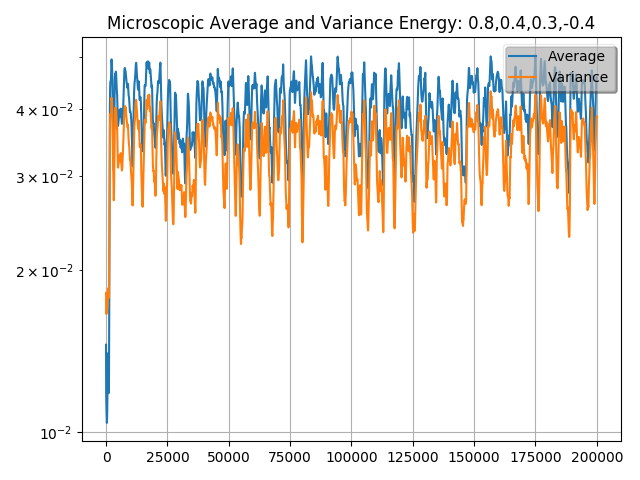 Microscopic Average and Variance Energy: 0.8,0.4,0.3,-0.4
Average
Variance
4 × 10⁻²
3 × 10⁻²
2 × 10⁻²
10⁻²
0 25000 50000 75000 100000 125000 150000 175000 200000